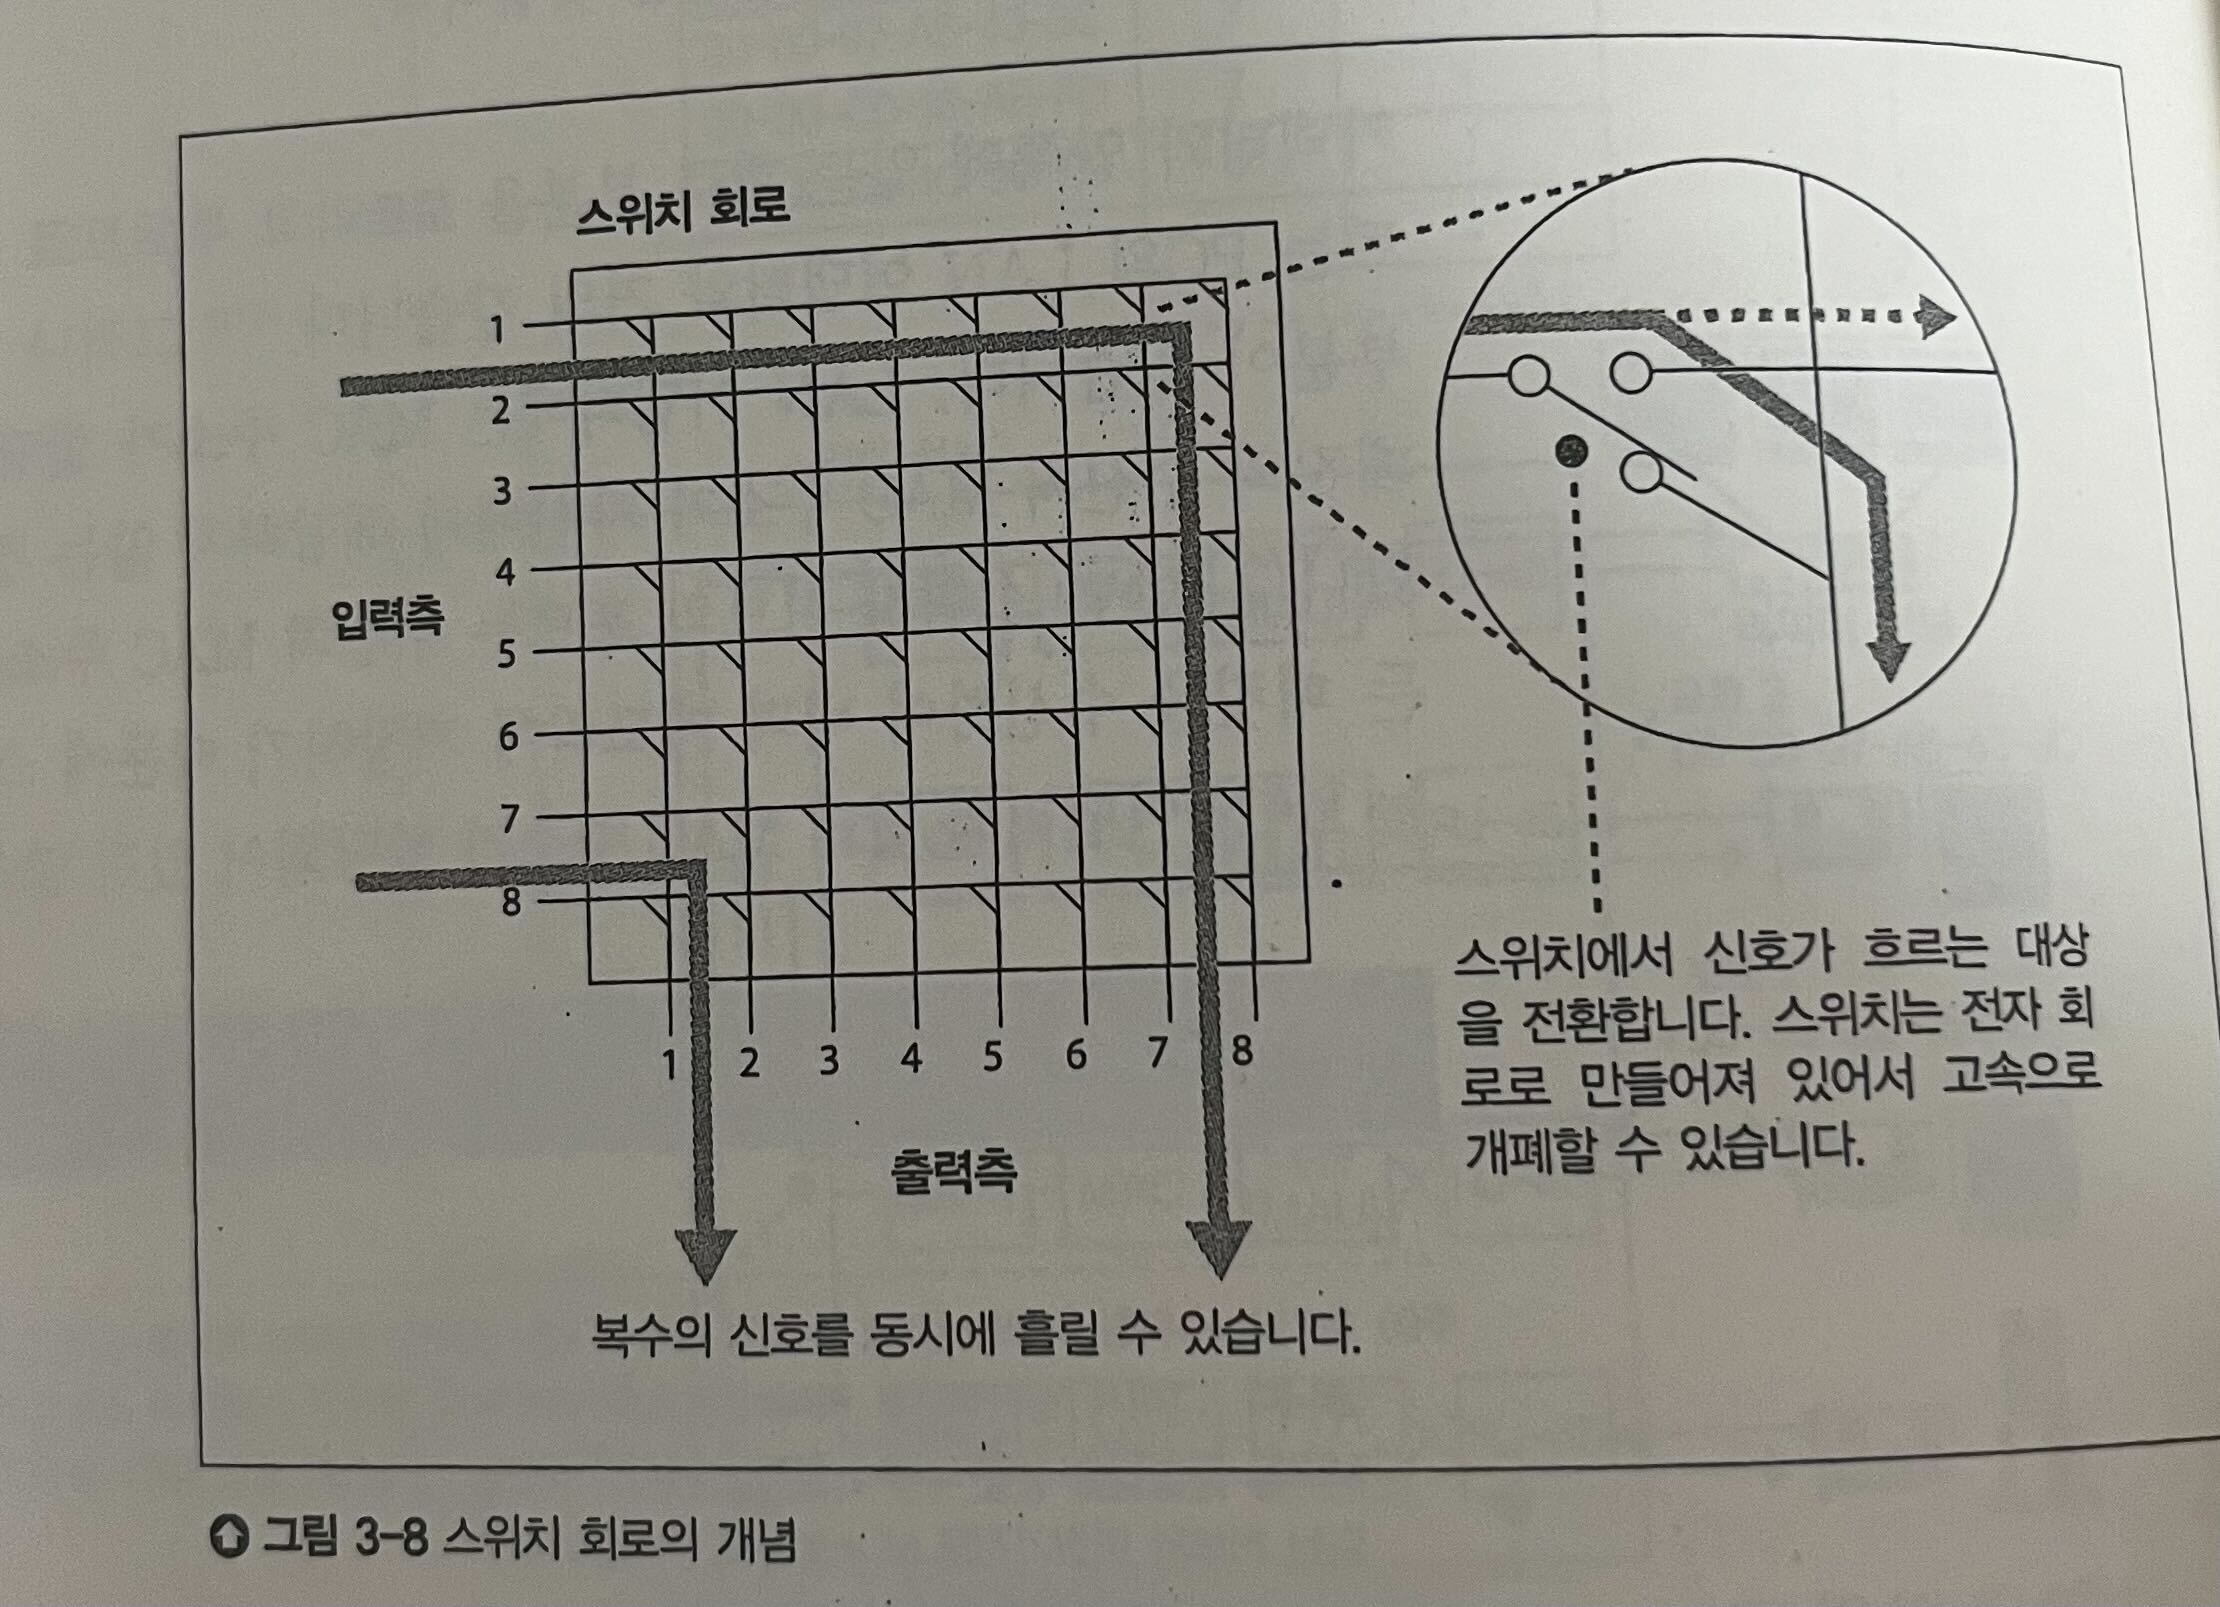 스위치 회로
1
2
3
4
입력측
5
6
7
8
1 2 3 4 5 6 7 8
출력측
복수의 신호를 동시에 흘릴 수 있습니다.
스위치에서 신호가 흐르는 대상
을 전환합니다. 스위치는 전자 회
로로 만들어져 있어서 고속으로
개폐할 수 있습니다.
그림 3-8 스위치 회로의 개념